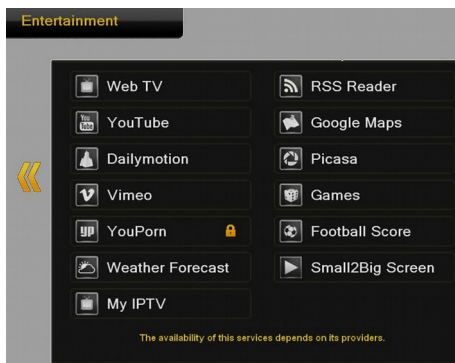 Entertainment
Web TV
YouTube
Dailymotion
Vimeo
YouPorn
Weather Forecast
My IPTV
RSS Reader
Google Maps
Picasa
Games
Football Score
Small2Big Screen
The availability of this services depends on its providers.